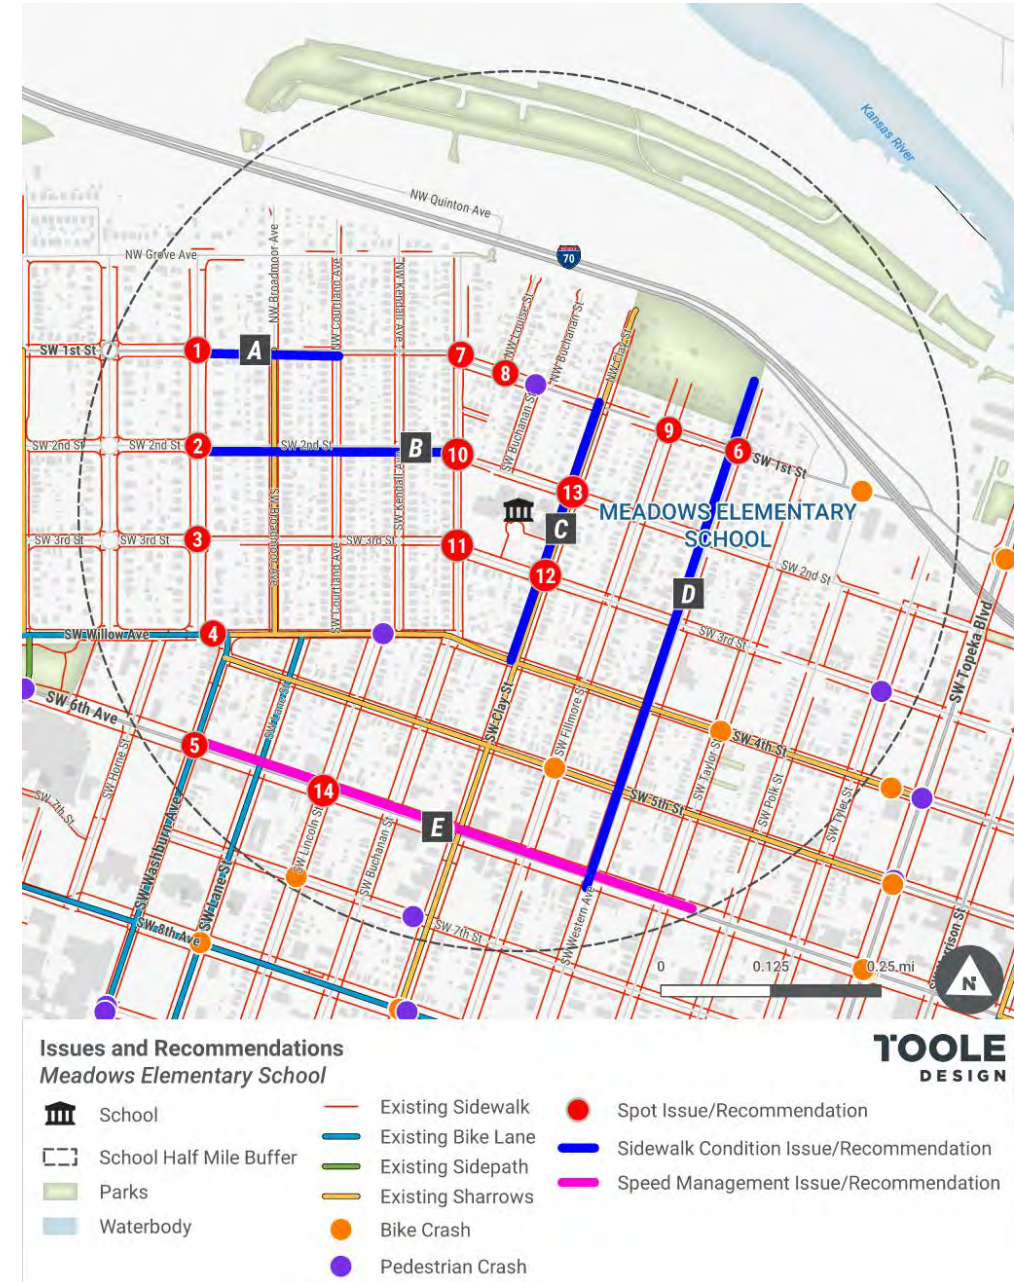 Kansas River
NW Quinton Ave
INTERSTATE
70
NW Grove Ave
NW Broadmoor Ave
NW Courtland Ave
NW Kendall Ave
NW Louise St
NW Buchanan St
NW Clay St
SW 1st St
1
A
7
8
SW Buchanan St
9
6
SW 1st St
SW 2nd St
SW 2nd St
2
SW 2nd St
B
10
SW Kendall Ave
13
MEADOWS ELEMENTARY
SCHOOL
C
SW Broadmoor Ave
SW 3rd St
SW 3rd St
3
SW Courtland Ave
SW 3rd St
11
12
SW 2nd St
D
SW 3rd St
SW Topeka Blvd
SW Willow Ave
4
SW 6th Ave
SW Lane St
SW Clay St
SW Fillmore St
SW Taylor St
SW 4th St
5
SW Horne St
14
SW 5th St
SW Polk St
SW Tyler St
SW 7th St
SW Washburn Ave
SW Lincoln St
SW Buchanan St
E
SW Lane St
SW 8th Ave
SW 7th St
SW Western Ave
SW Harrison St
0
0.125
0.25 mi
N
Issues and Recommendations
Meadows Elementary School
TOOLE
DESIGN
School
School Half Mile Buffer
Parks
Waterbody
Existing Sidewalk
Existing Bike Lane
Existing Sidepath
Existing Sharrows
Bike Crash
Pedestrian Crash
Spot Issue/Recommendation
Sidewalk Condition Issue/Recommendation
Speed Management Issue/Recommendation